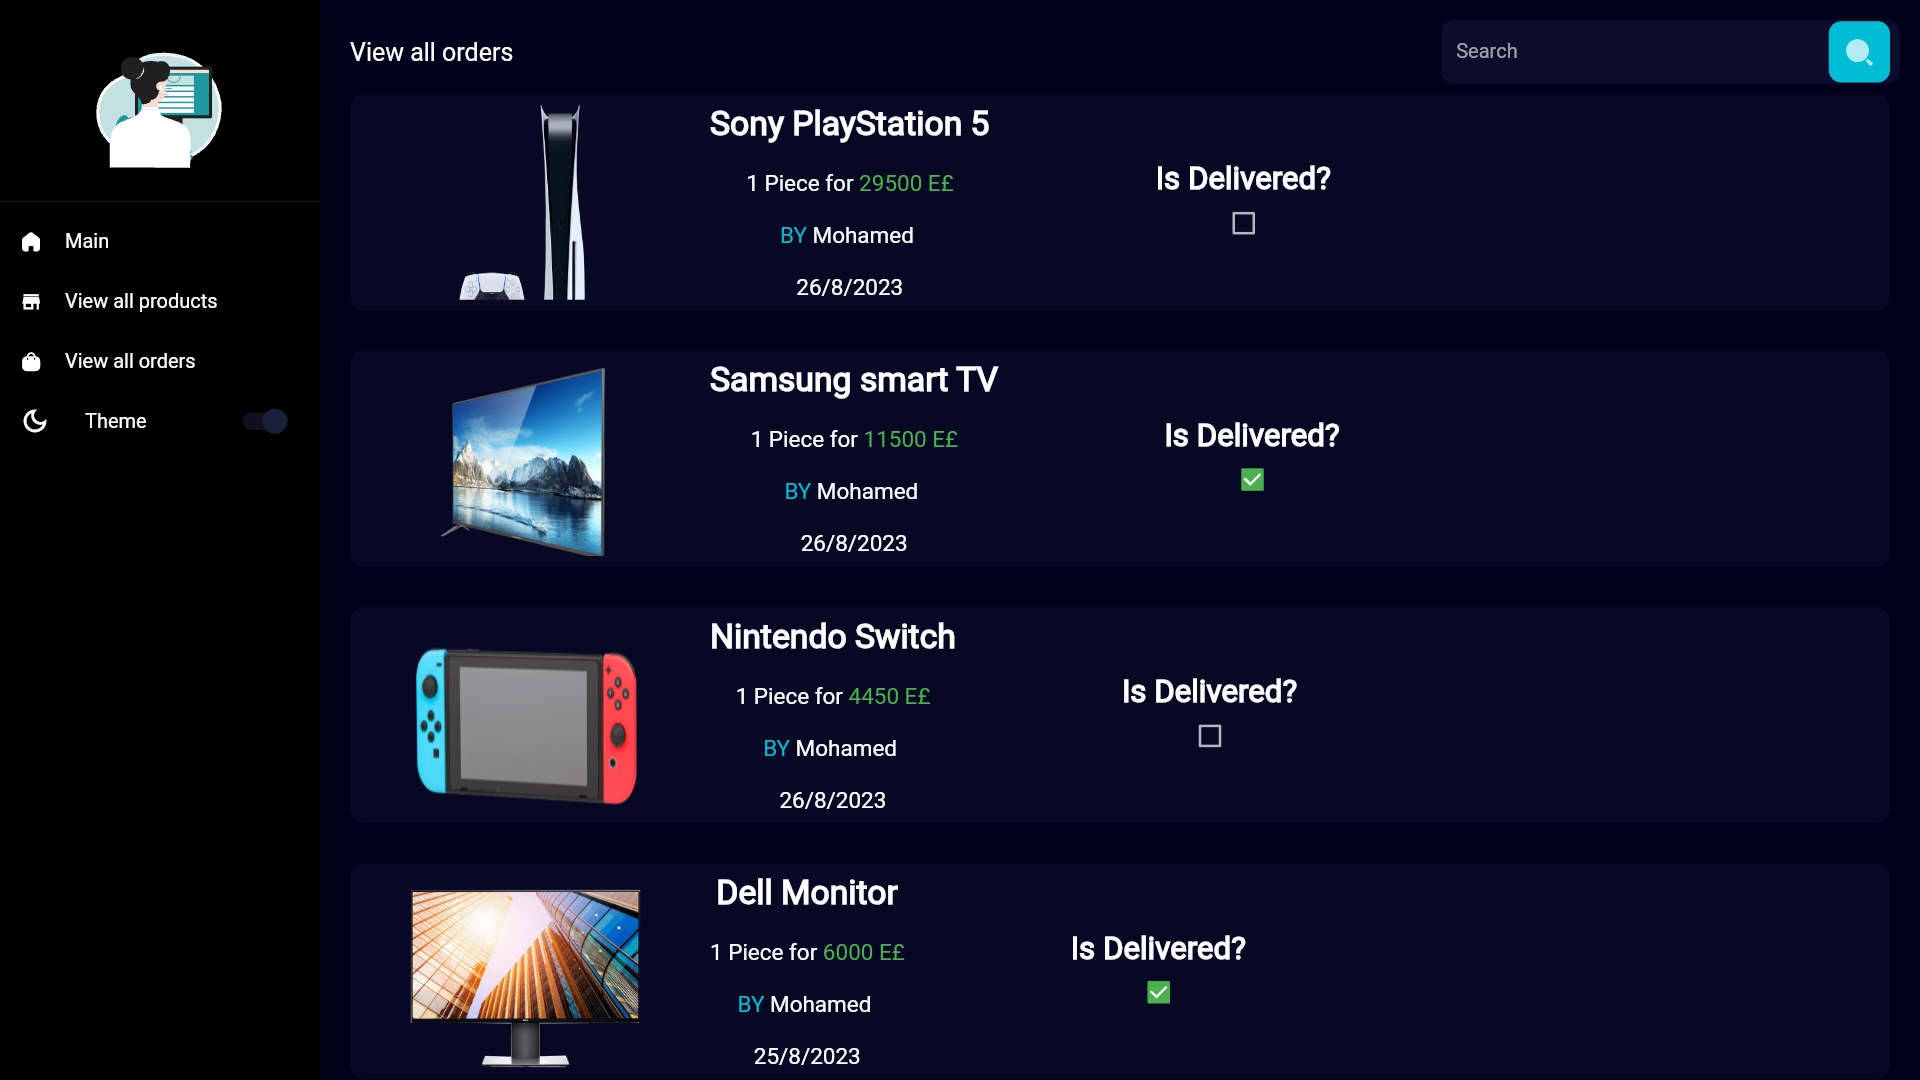 View all orders
Search
Main
View all products
View all orders
Theme
Sony PlayStation 5
1 Piece for 29500 E£
BY Mohamed
26/8/2023
Is Delivered?
Samsung smart TV
1 Piece for 11500 E£
BY Mohamed
26/8/2023
Is Delivered?
Nintendo Switch
1 Piece for 4450 E£
BY Mohamed
26/8/2023
Is Delivered?
Dell Monitor
1 Piece for 6000 E£
BY Mohamed
25/8/2023
Is Delivered?